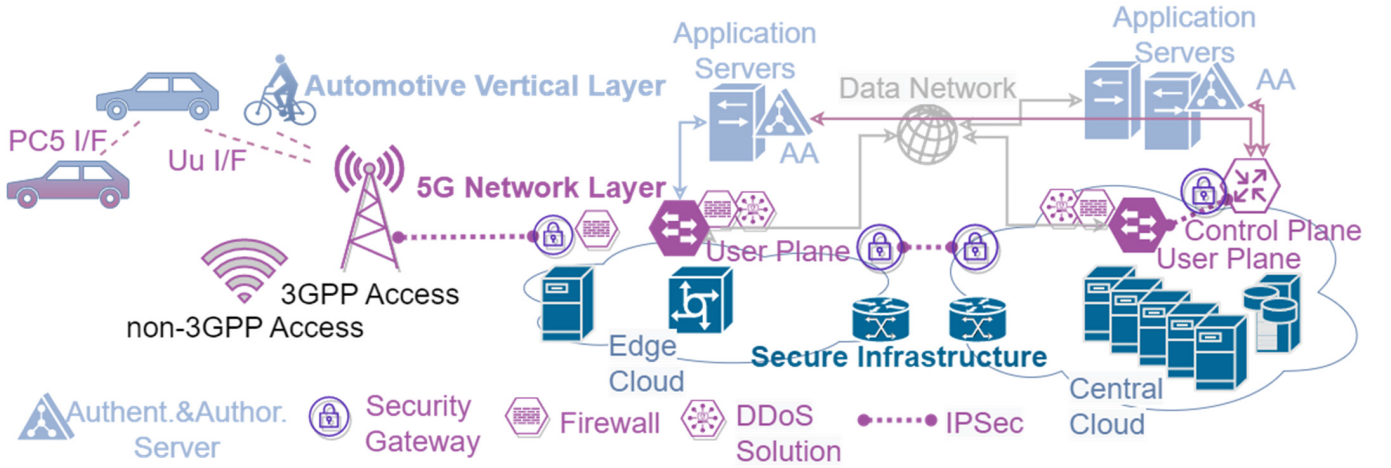 Application
Servers
Application
Servers
Automotive Vertical Layer
Data Network
AA
PC5 I/F
Uu I/F
AA
5G Network Layer
User Plane
Control Plane
User Plane
3GPP Access
non-3GPP Access
Edge
Cloud
Secure Infrastructure
Central
Cloud
Authent.&Author.
Server
Security
Gateway
Firewall
DDoS
Solution
IPSec